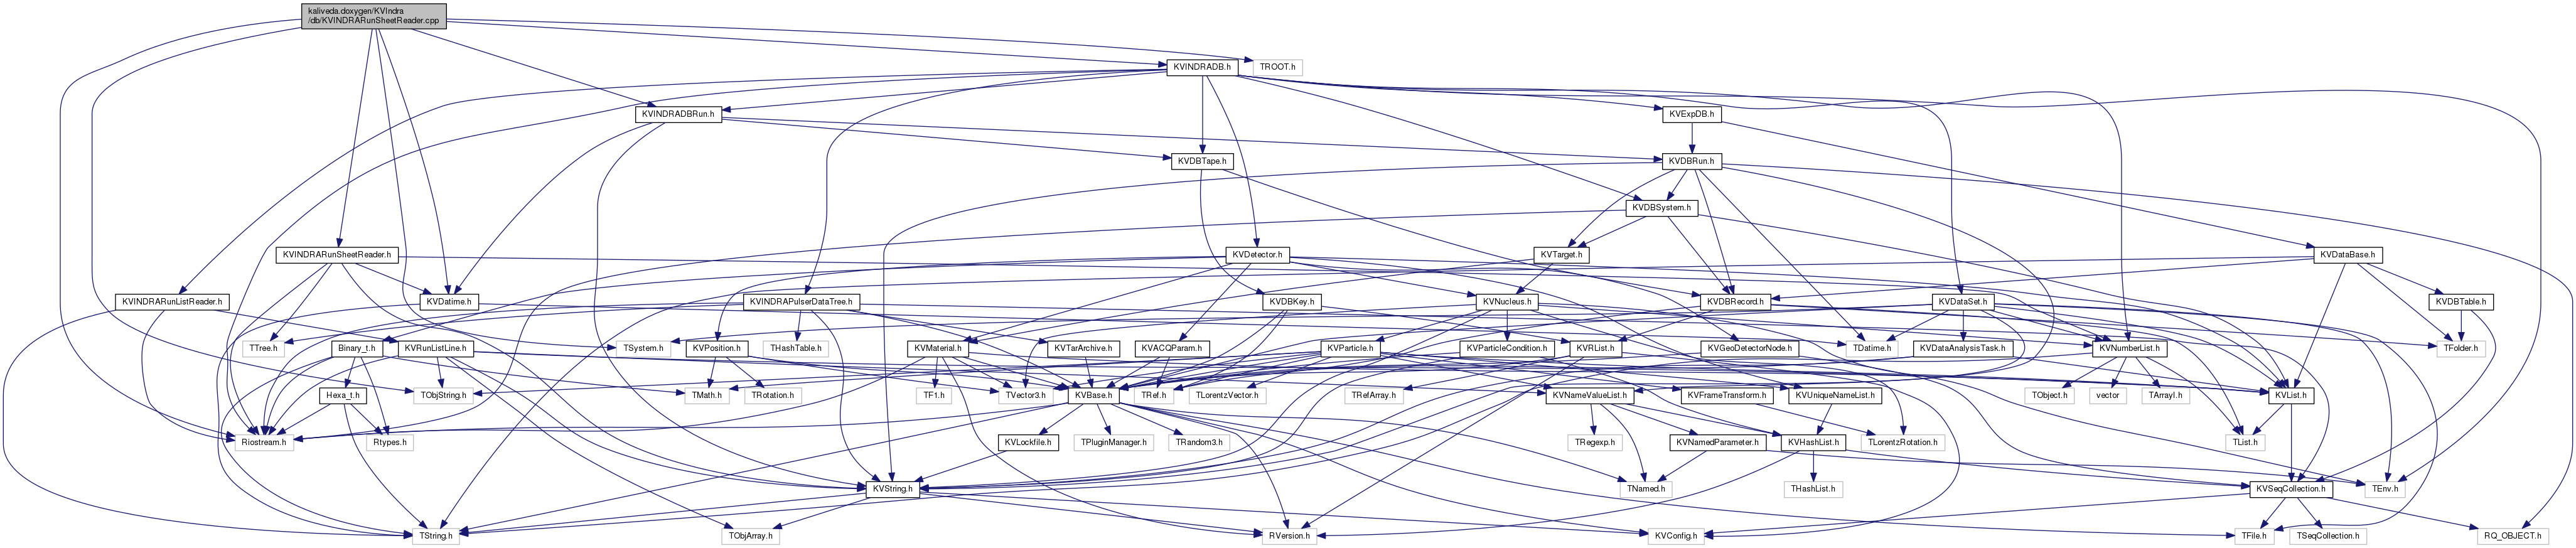 kaliveda.doxygen/KVIndra
/db/KVINDRARunSheetReader.cpp
KVINDRADB.h
TROOT.h
KVINDRADBRun.h
KVExpDB.h
KVDBTape.h
KVDBRun.h
KVDBSystem.h
KVINDRARunSheetReader.h
KVDetector.h
KVTarget.h
KVDataBase.h
KVINDRARunListReader.h
KVDatime.h
KVINDRAPulserDataTree.h
KVDBKey.h
KVNucleus.h
KVDBRecord.h
KVDataSet.h
KVDBTable.h
TTree.h
Binary_t.h
KVRunListLine.h
TSystem.h
KVPosition.h
THashTable.h
KVMaterial.h
KVTarArchive.h
KVACQParam.h
KVParticle.h
KVParticleCondition.h
KVRList.h
KVGeoDetectorNode.h
TDatime.h
KVDataAnalysisTask.h
KVNumberList.h
TFolder.h
Hexa_t.h
TObjString.h
TMath.h
TRotation.h
TF1.h
TVector3.h
KVBase.h
TRef.h
TLorentzVector.h
TRefArray.h
KVNameValueList.h
KVFrameTransform.h
KVUniqueNameList.h
TObject.h
vector
TArrayI.h
KVList.h
Riostream.h
Rtypes.h
KVLockfile.h
TPluginManager.h
TRandom3.h
TRegexp.h
KVNamedParameter.h
KVHashList.h
TLorentzRotation.h
TList.h
KVString.h
TNamed.h
THashList.h
KVSeqCollection.h
TEnv.h
TString.h
TObjArray.h
RVersion.h
KVConfig.h
TFile.h
TSeqCollection.h
RQ_OBJECT.h